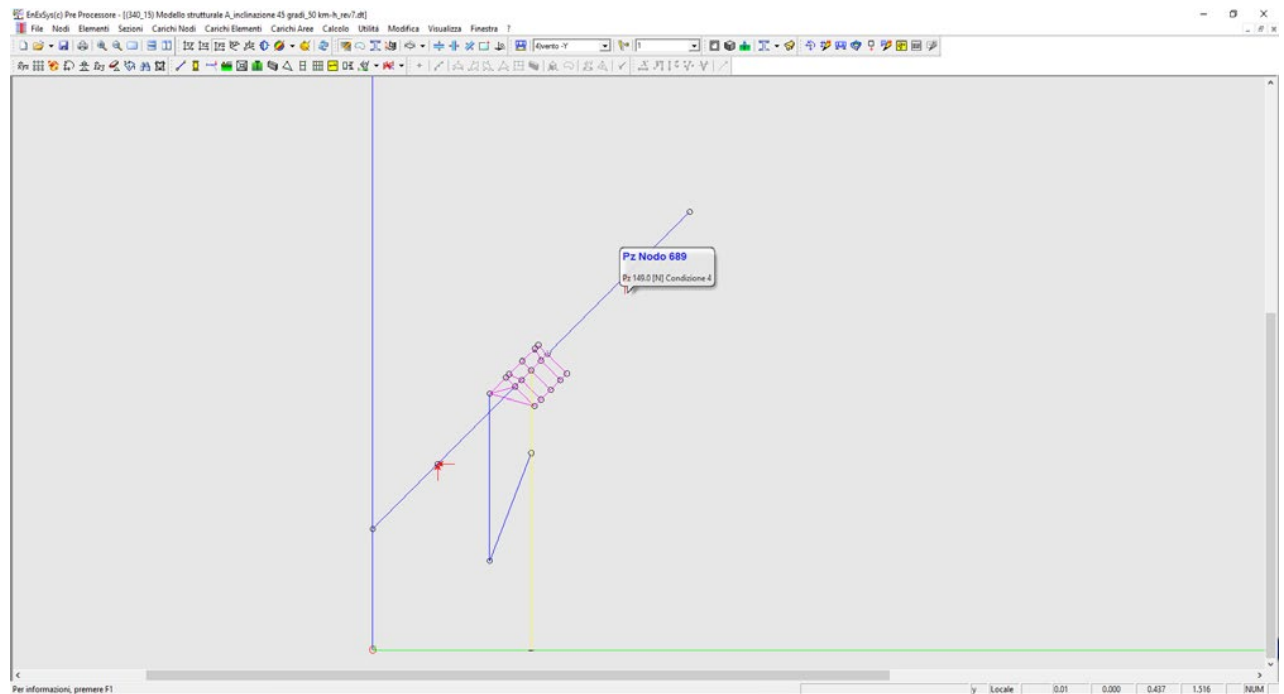 EnExSys(c) Pre Processore - [(340_15) Modello strutturale A_inclinazione 45 gradi_50 km-h_rev7.dt]
File Nodi Elementi Sezioni Carichi Nodi Carichi Elementi Carichi Aree Calcolo Utilità Modifica Visualizza Finestra ?
4)vento -Y 1
Pz Nodo 689
Pz 149.0 [N] Condizione 4
Per informazioni, premere F1 y Locale 0.01 0.000 0.437 1.516 NUM